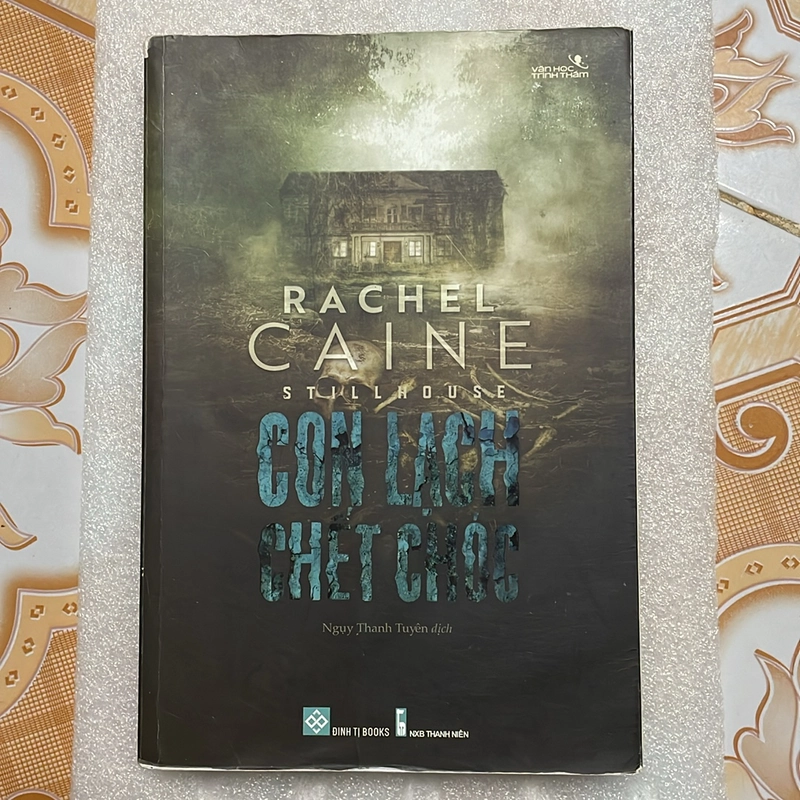 VĂN HỌC
TRINH THÁM
RACHEL
CAINE
STILLHOUSE
CON LẠCH
CHẾT CHÓC
Ngụy Thanh Tuyên dịch
ĐINH TỊ BOOKS
NXB THANH NIÊN